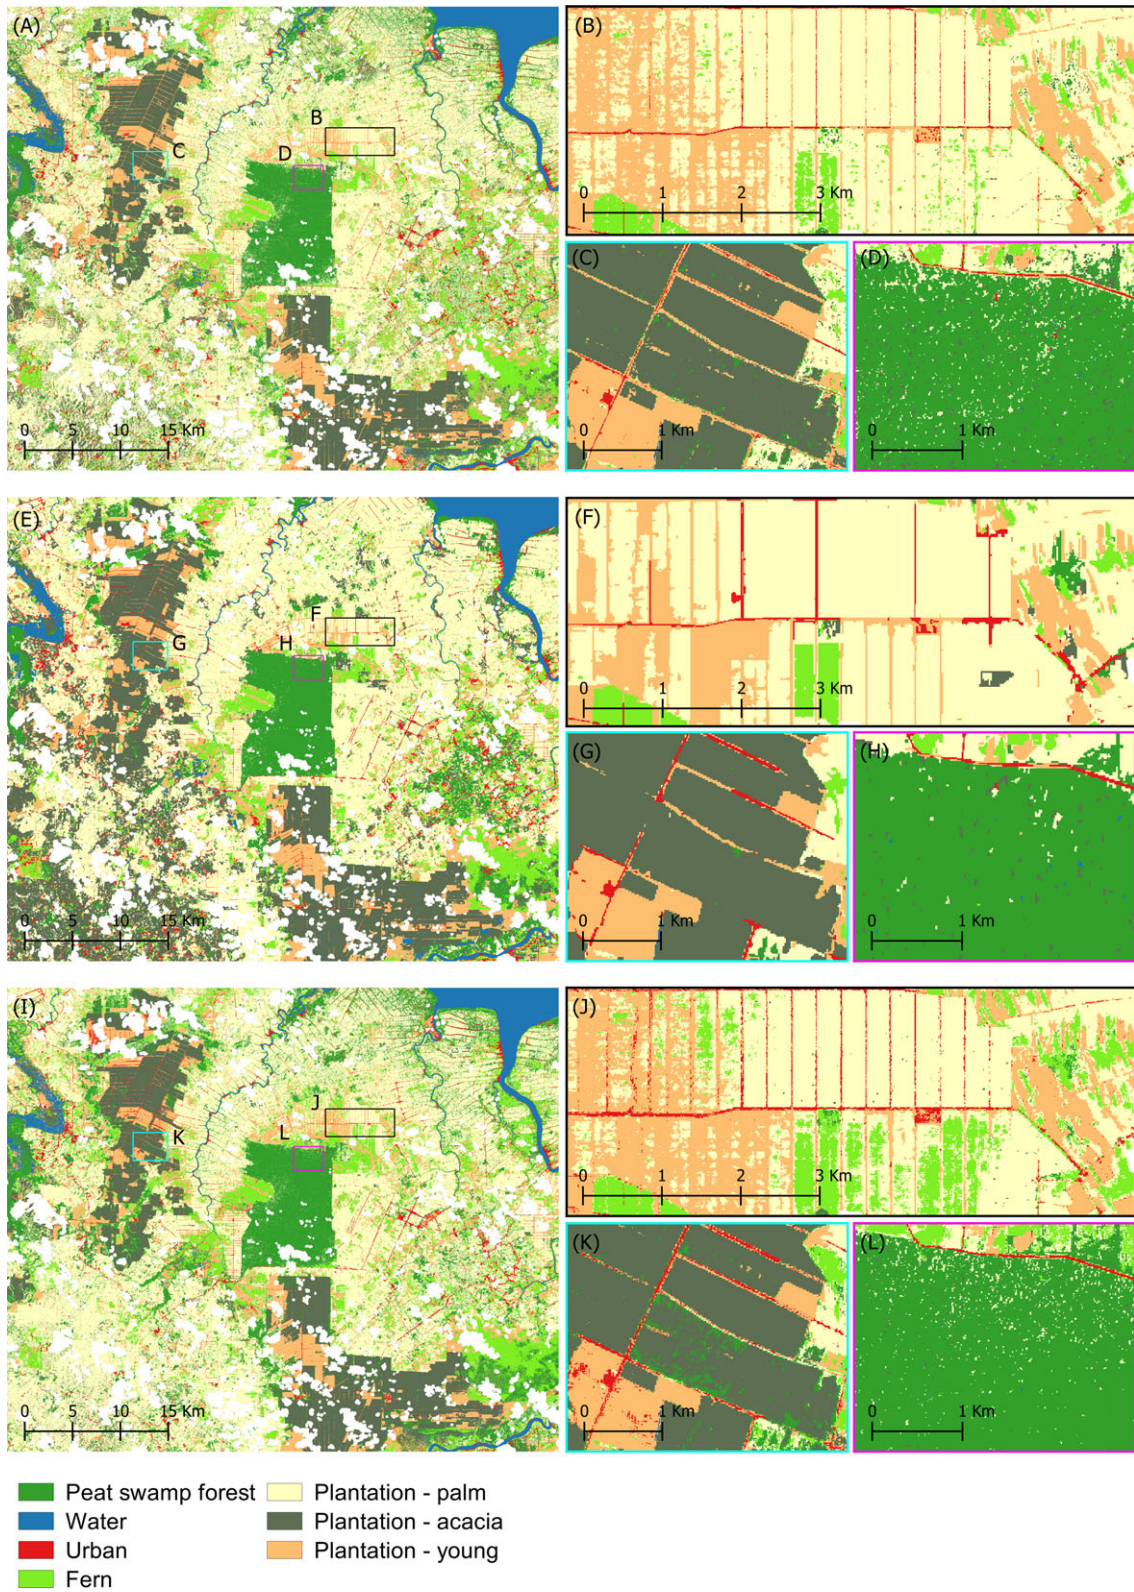 (A)
B
C
D
0 5 10 15 Km
(B)
0 1 2 3 Km
(C)
0 1 Km
(D)
0 1 Km
(E)
F
G
H
0 5 10 15 Km
(F)
0 1 2 3 Km
(G)
0 1 Km
(H)
0 1 Km
(I)
J
K
L
0 5 10 15 Km
(J)
0 1 2 3 Km
(K)
0 1 Km
(L)
0 1 Km
Peat swamp forest
Water
Urban
Fern
Plantation - palm
Plantation - acacia
Plantation - young